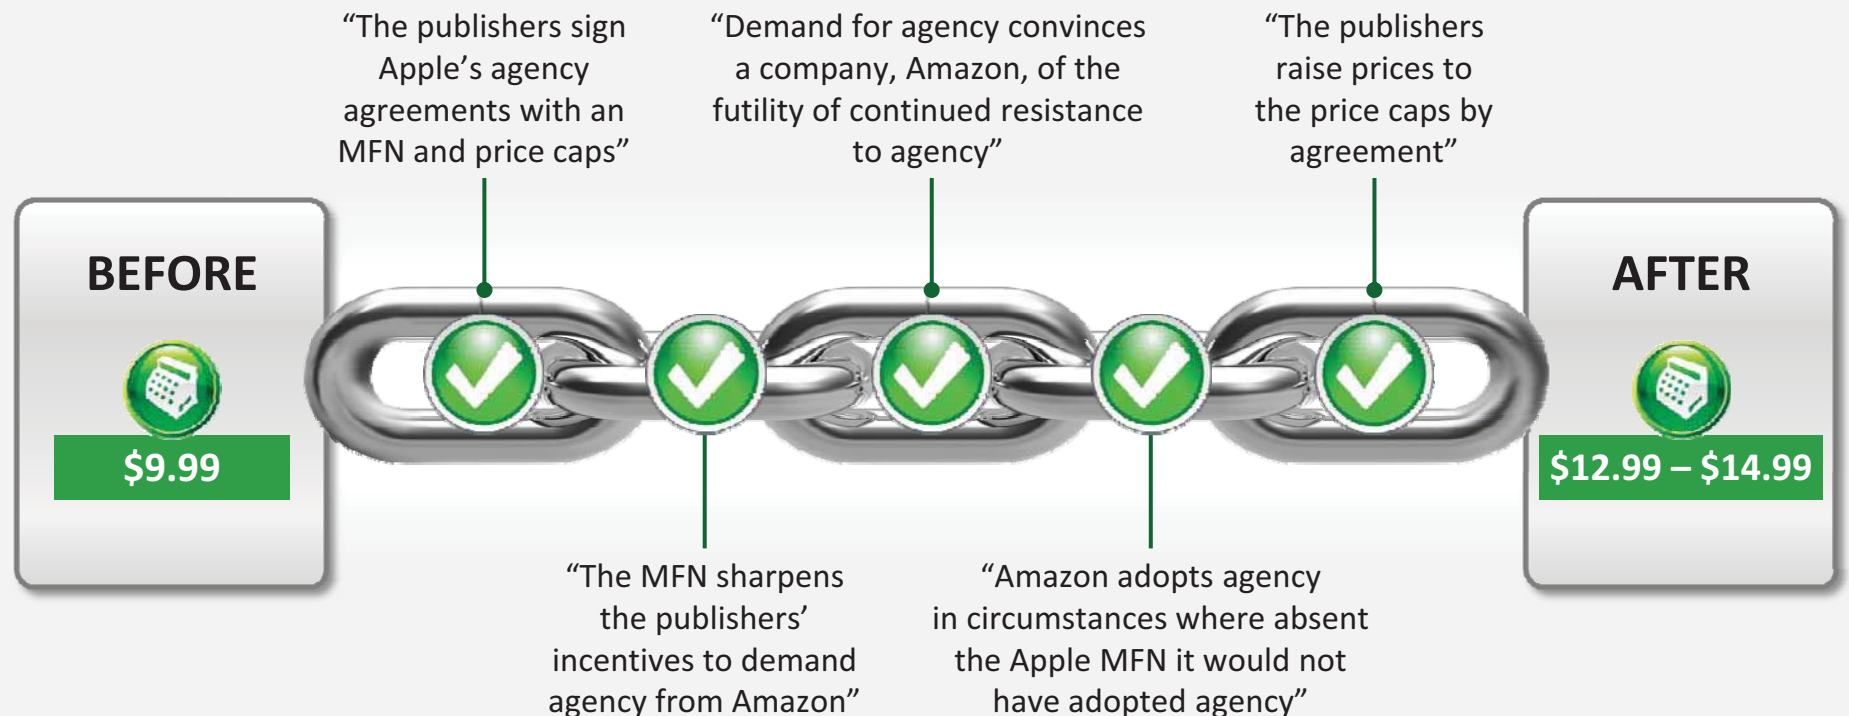 “The publishers sign
Apple’s agency
agreements with an
MFN and price caps”
“Demand for agency convinces
a company, Amazon, of the
futility of continued resistance
to agency”
“The publishers
raise prices to
the price caps by
agreement”
BEFORE
$9.99
AFTER
$12.99 – $14.99
“The MFN sharpens
the publishers’
incentives to demand
agency from Amazon”
“Amazon adopts agency
in circumstances where absent
the Apple MFN it would not
have adopted agency”